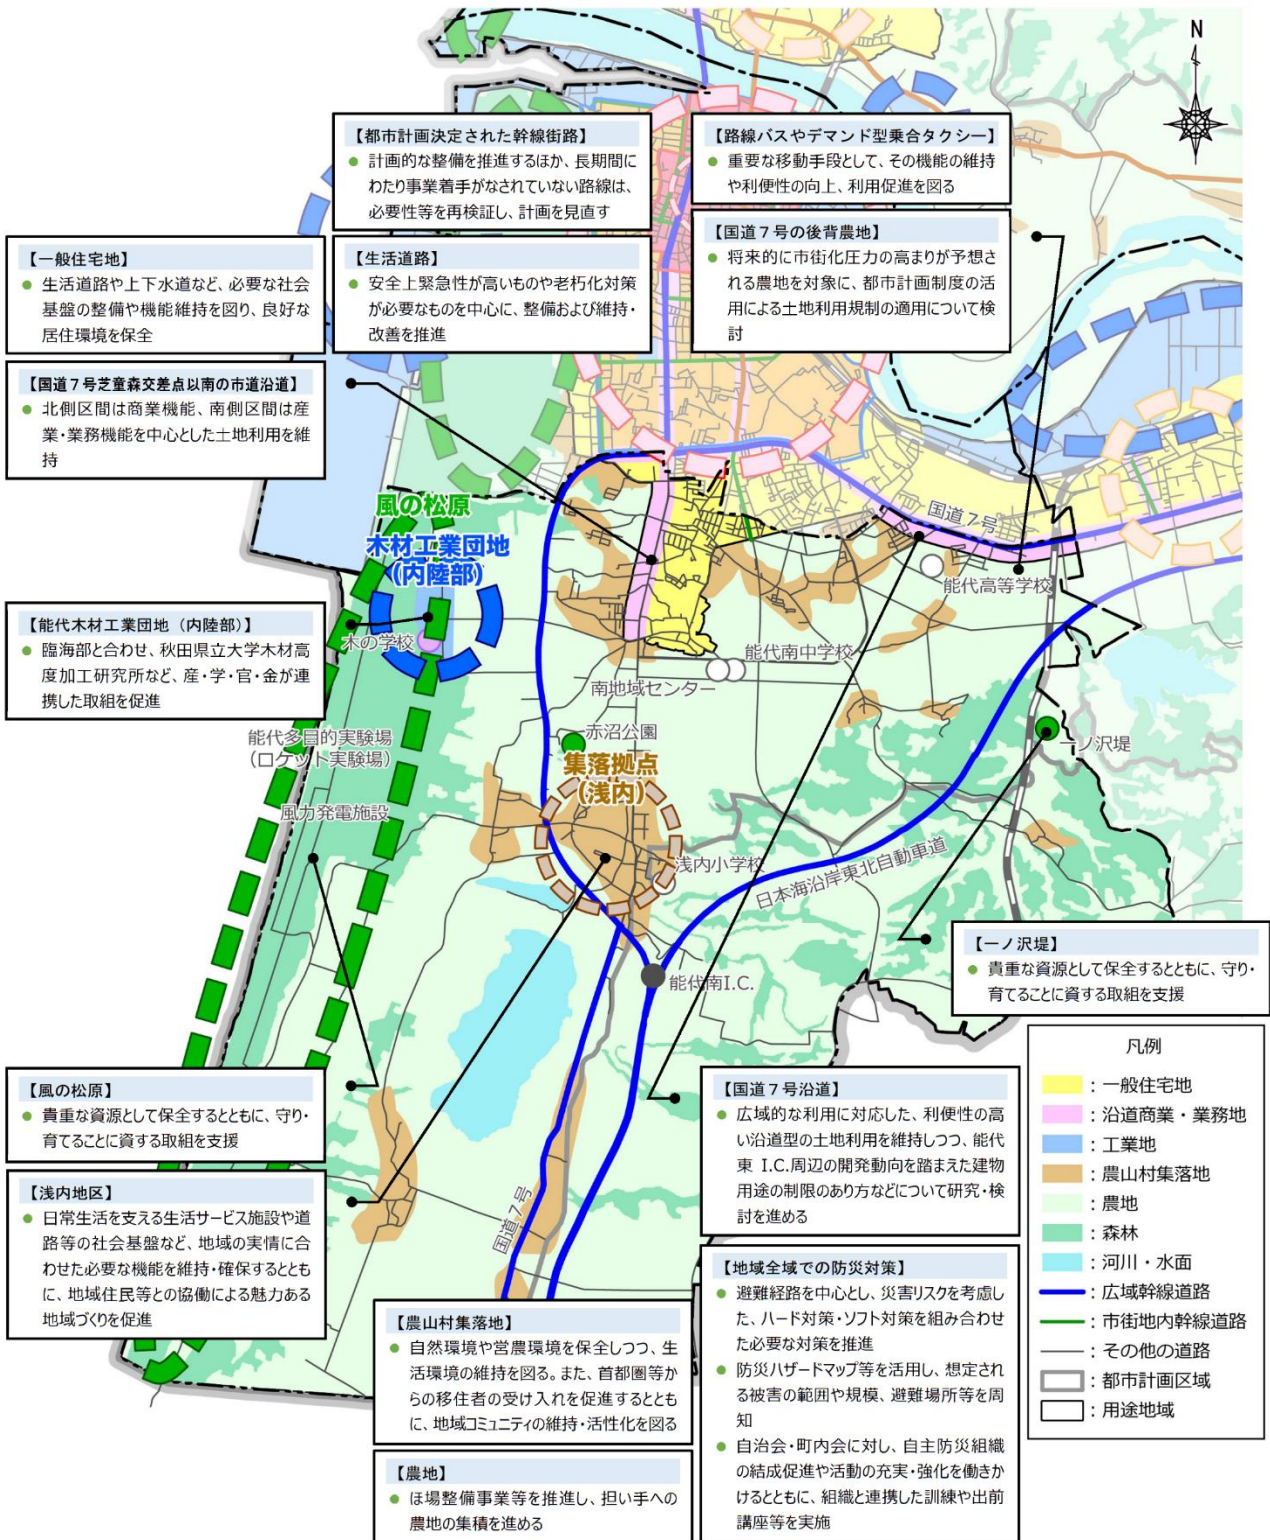 N
【都市計画決定された幹線街路】
● 計画的な整備を推進するほか、長期間に
わたり事業着手がなされていない路線は、
必要性等を再検証し、計画を見直す
【路線バスやデマンド型乗合タクシー】
● 重要な移動手段として、その機能の維持
や利便性の向上、利用促進を図る
【一般住宅地】
● 生活道路や上下水道など、必要な社会
基盤の整備や機能維持を図り、良好な
居住環境を保全
【生活道路】
● 安全上緊急性が高いものや老朽化対策
が必要なものを中心に、整備および維持・
改善を推進
【国道７号の後背農地】
● 将来的に市街化圧力の高まりが予想さ
れる農地を対象に、都市計画制度の活
用による土地利用規制の適用について検
討
【国道７号芝童森交差点以南の市道沿道】
● 北側区間は商業機能、南側区間は産
業・業務機能を中心とした土地利用を維
持
風の松原
木材工業団地
(内陸部)
国道７号
能代高等学校
【能代木材工業団地（内陸部）】
● 臨海部と合わせ、秋田県立大学木材高
度加工研究所など、産・学・官・金が連
携した取組を促進
木の学校
能代南中学校
南地域センター
能代多目的実験場
(ロケット実験場)
赤沼公園
一ノ沢堤
集落拠点
(浅内)
風力発電施設
浅内小学校
日本海沿岸東北自動車道
能代南I.C.
【一ノ沢堤】
● 貴重な資源として保全するとともに、守り・
育てることに資する取組を支援
【風の松原】
● 貴重な資源として保全するとともに、守り・
育てることに資する取組を支援
【浅内地区】
● 日常生活を支える生活サービス施設や道
路等の社会基盤など、地域の実情に合
わせた必要な機能を維持・確保するととも
に、地域住民等との協働による魅力ある
地域づくりを促進
国道７号
【国道７号沿道】
● 広域的な利用に対応した、利便性の高
い沿道型の土地利用を維持しつつ、能代
東 I.C.周辺の開発動向を踏まえた建物
用途の制限のあり方などについて研究・検
討を進める
【農山村集落地】
● 自然環境や営農環境を保全しつつ、生
活環境の維持を図る。また、首都圏等か
らの移住者の受け入れを促進するととも
に、地域コミュニティの維持・活性化を図る
【農地】
● ほ場整備事業等を推進し、担い手への
農地の集積を進める
【地域全域での防災対策】
● 避難経路を中心とし、災害リスクを考慮し
た、ハード対策・ソフト対策を組み合わせ
た必要な対策を推進
● 防災ハザードマップ等を活用し、想定され
る被害の範囲や規模、避難場所等を周
知
● 自治会・町内会に対し、自主防災組織
の結成促進や活動の充実・強化を働きか
けるとともに、組織と連携した訓練や出前
講座等を実施
凡例
：一般住宅地
：沿道商業・業務地
：工業地
：農山村集落地
：農地
：森林
：河川・水面
：広域幹線道路
：市街地内幹線道路
：その他の道路
：都市計画区域
：用途地域